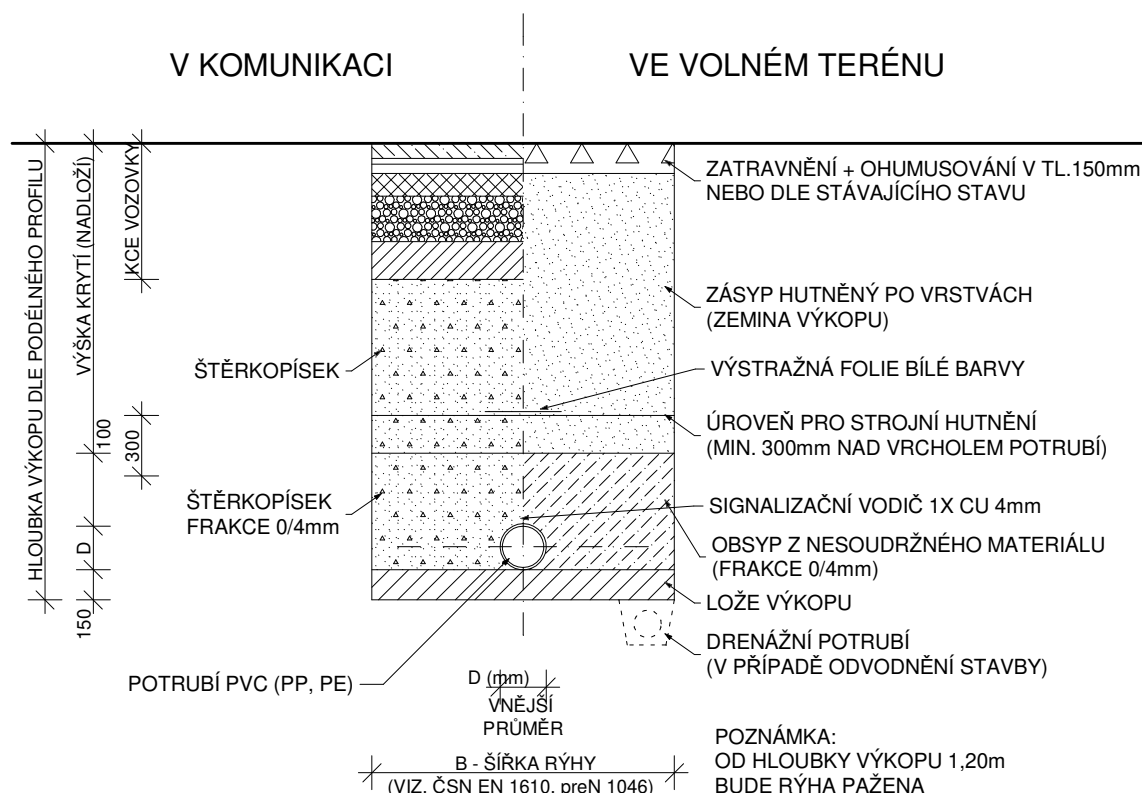 V KOMUNIKACI
VE VOLNÉM TERÉNU
HLOUBKA VÝKOPU DLE PODÉLNÉHO PROFILU
VÝŠKA KRYTÍ (NADLOŽÍ)
KCE VOZOVKY
1100
300
D
150
ŠTĚRKOPÍSEK
ŠTĚRKOPÍSEK
FRAKCE 0/4mm
POTRUBÍ PVC (PP, PE)
ZATRAVNĚNÍ + OHUMUSOVÁNÍ V TL.150mm
NEBO DLE STÁVAJÍCÍHO STAVU
ZÁSYP HUTNĚNÝ PO VRSTVÁCH
(ZEMINA VÝKOPU)
VÝSTRAŽNÁ FOLIE BÍLÉ BARVY
ÚROVEŇ PRO STROJNÍ HUTNĚNÍ
(MIN. 300mm NAD VRCHOLEM POTRUBÍ)
SIGNALIZAČNÍ VODIČ 1X CU 4mm
OBSYP Z NESOUDRŽNÉHO MATERIÁLU
(FRAKCE 0/4mm)
LOŽE VÝKOPU
DRENÁŽNÍ POTRUBÍ
(V PŘÍPADĚ ODVODNĚNÍ STAVBY)
D (mm)
VNĚJŠÍ
PRŮMĚR
B - ŠÍŘKA RÝHY
(VIZ. ČSN EN 1610, preN 1046)
POZNÁMKA:
OD HLOUBKY VÝKOPU 1,20m
BUDE RÝHA PAŽENA